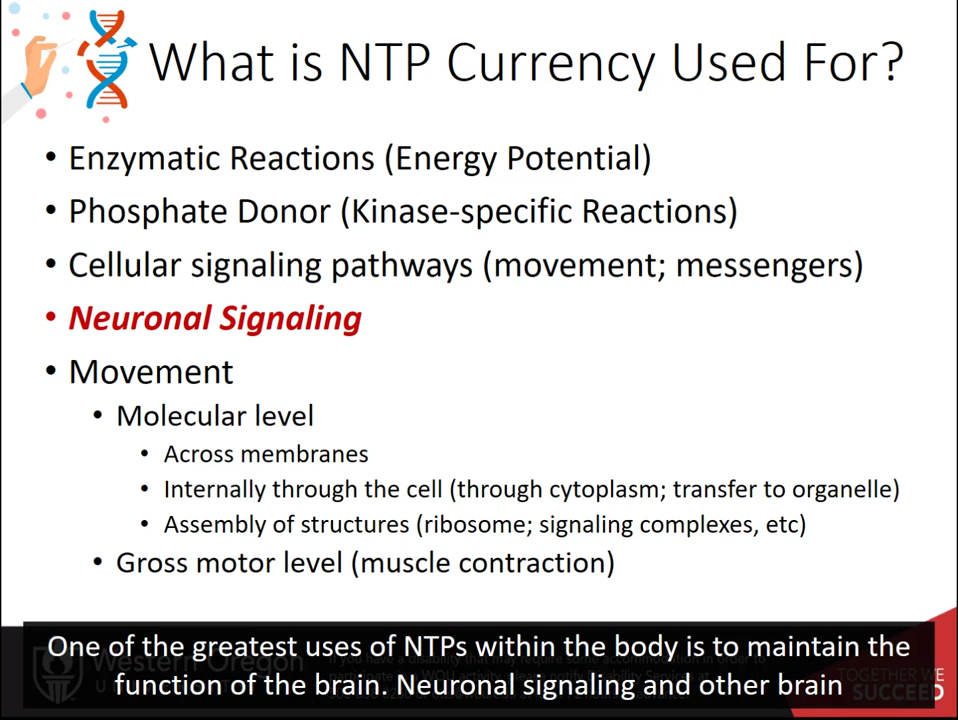 What is NTP Currency Used For?
• Enzymatic Reactions (Energy Potential)
• Phosphate Donor (Kinase-specific Reactions)
• Cellular signaling pathways (movement; messengers)
• Neuronal Signaling
• Movement
• Molecular level
• Across membranes
• Internally through the cell (through cytoplasm; transfer to organelle)
• Assembly of structures (ribosome; signaling complexes, etc)
• Gross motor level (muscle contraction)
One of the greatest uses of NTPs within the body is to maintain the
function of the brain. Neuronal signaling and other brain
Western Oregon
TOGETHER WE
SUCCEED